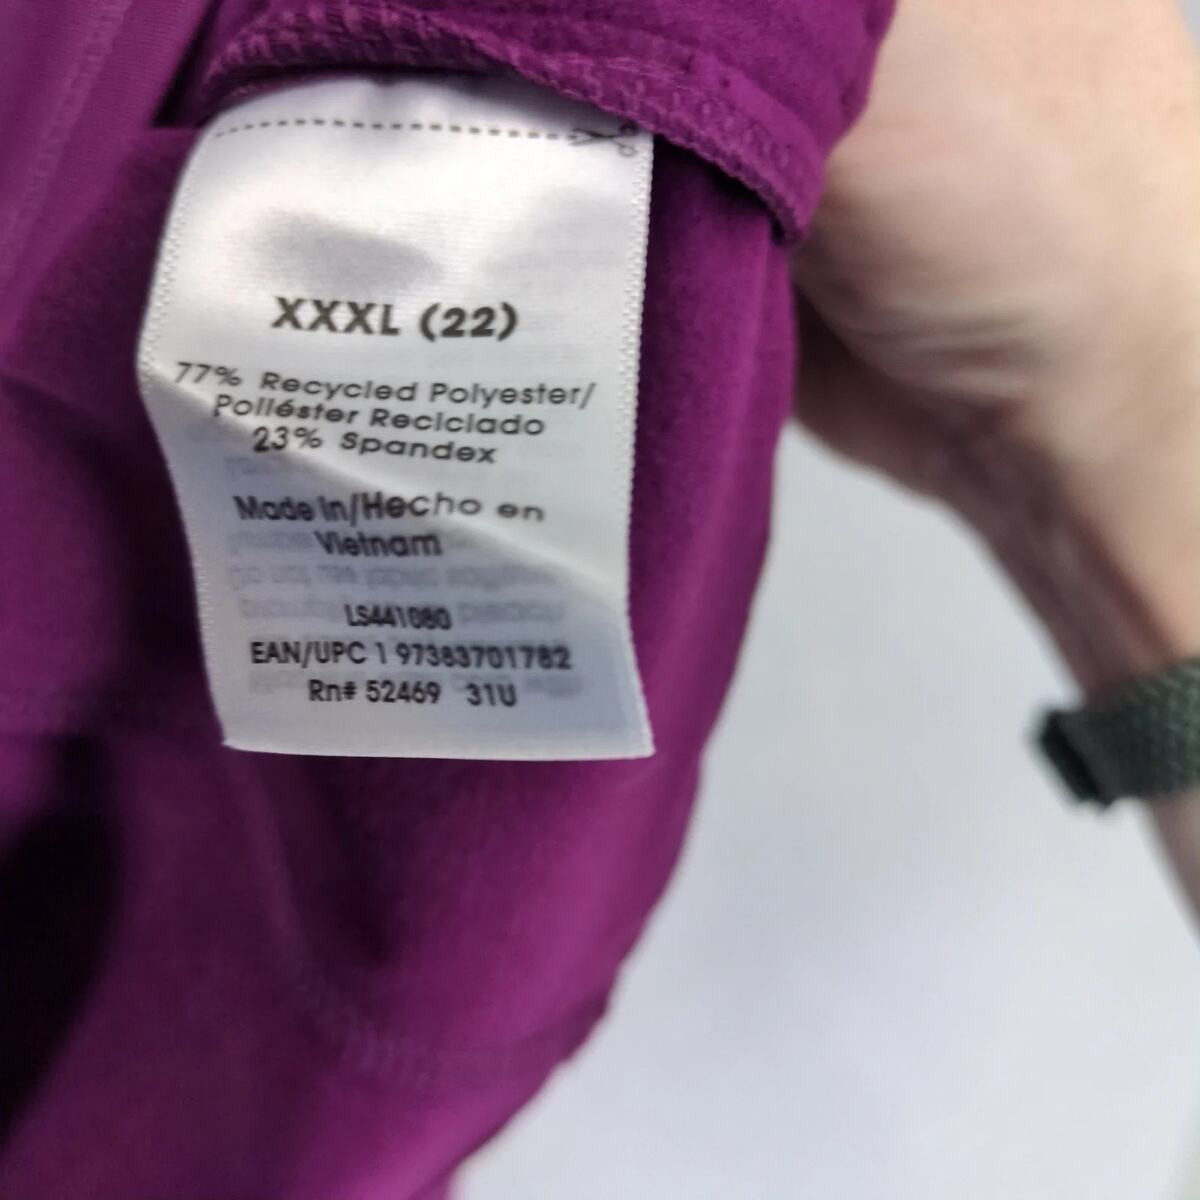 XXXL (22)
77% Recycled Polyester/
Poliéster Reciclado
23% Spandex
Made in/Hecho en
Vietnam
LS441080
EAN/UPC 1 97383701782
Rn# 52469 31U